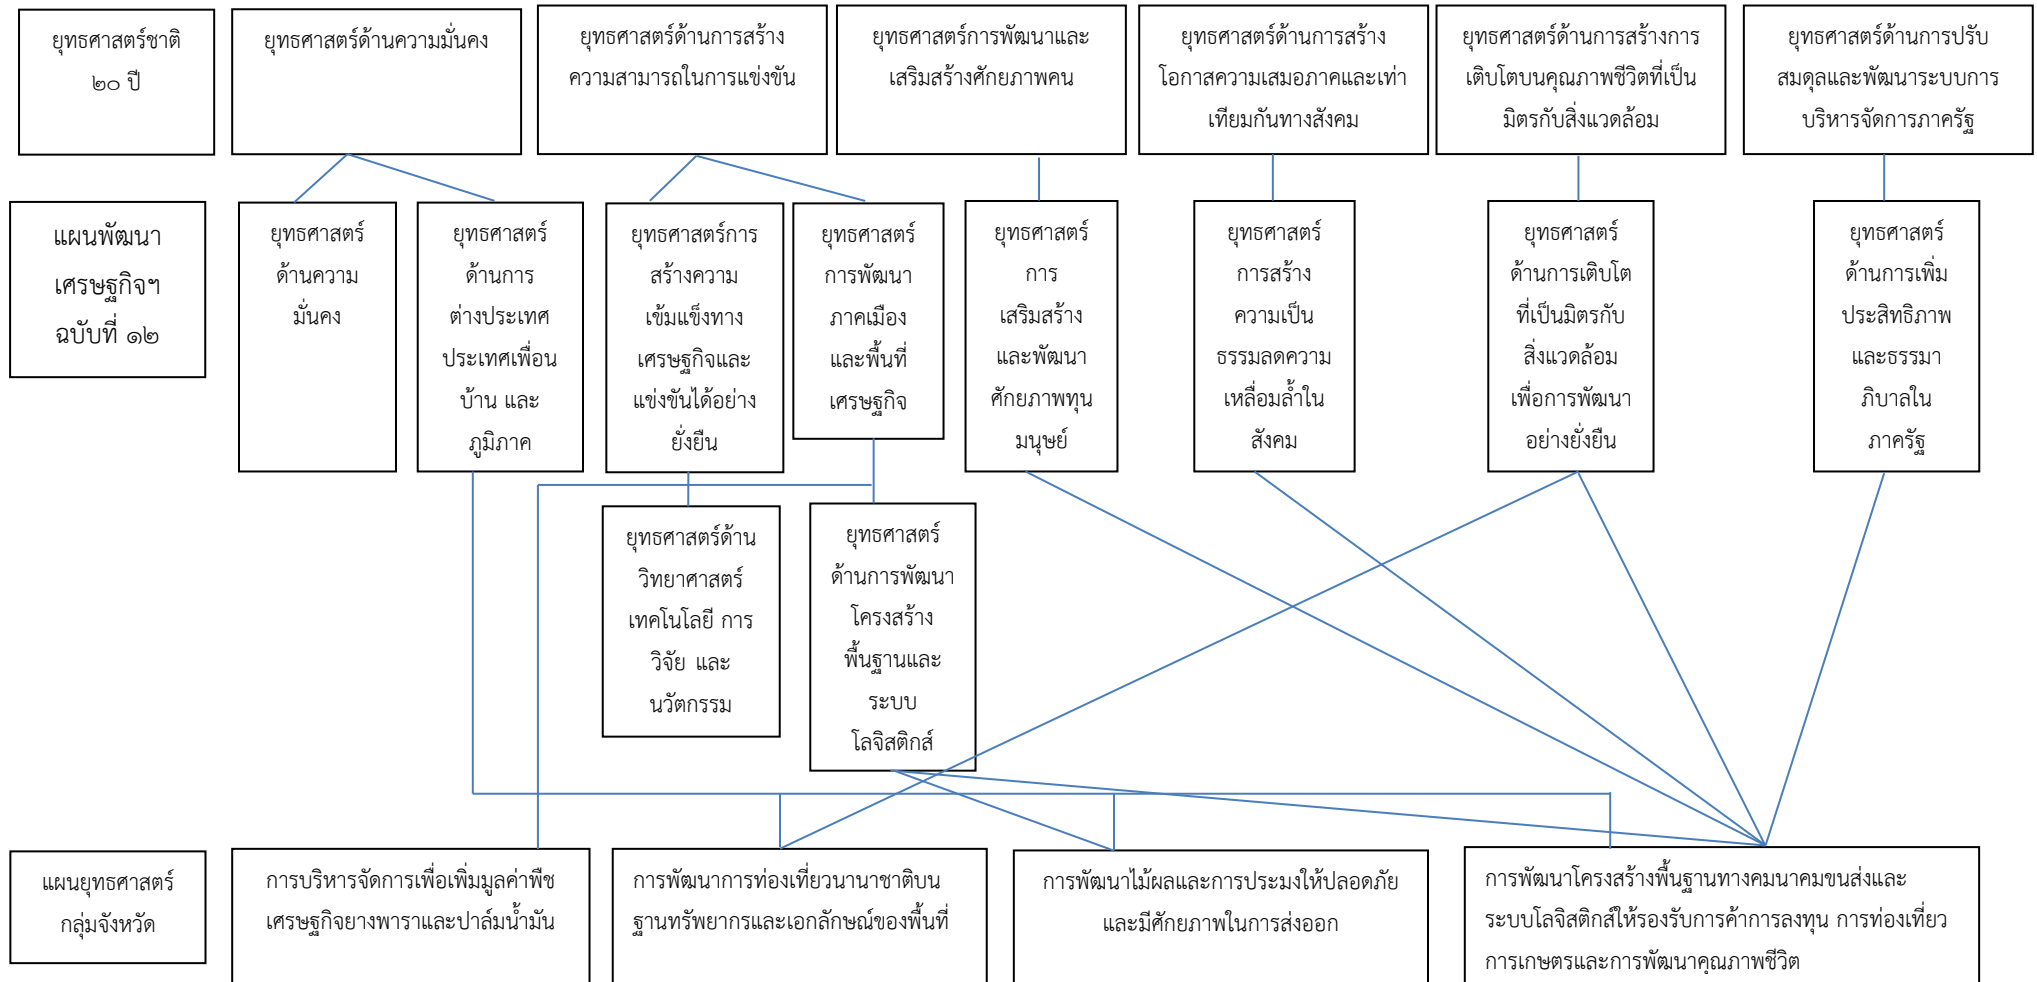 ยุทธศาสตร์ชาติ
๒๐ ปี
ยุทธศาสตร์ด้านความมั่นคง
ยุทธศาสตร์ด้านการสร้าง
ความสามารถในการแข่งขัน
ยุทธศาสตร์การพัฒนาและ
เสริมสร้างศักยภาพคน
ยุทธศาสตร์ด้านการสร้าง
โอกาสความเสมอภาคและเท่า
เทียมกันทางสังคม
ยุทธศาสตร์ด้านการสร้างการ
เติบโตบนคุณภาพชีวิตที่เป็น
มิตรกับสิ่งแวดล้อม
ยุทธศาสตร์ด้านการปรับ
สมดุลและพัฒนาระบบการ
บริหารจัดการภาครัฐ
แผนพัฒนา
เศรษฐกิจฯ
ฉบับที่ ๑๒
ยุทธศาสตร์
ด้านความ
มั่นคง
ยุทธศาสตร์
ด้านการ
ต่างประเทศ
ประเทศเพื่อน
บ้าน และ
ภูมิภาค
ยุทธศาสตร์การ
สร้างความ
เข้มแข็งทาง
เศรษฐกิจและ
แข่งขันได้อย่าง
ยั่งยืน
ยุทธศาสตร์
การพัฒนา
ภาคเมือง
และพื้นที่
เศรษฐกิจ
ยุทธศาสตร์
การ
เสริมสร้าง
และพัฒนา
ศักยภาพทุน
มนุษย์
ยุทธศาสตร์
การสร้าง
ความเป็น
ธรรมลดความ
เหลื่อมล้ำใน
สังคม
ยุทธศาสตร์
ด้านการเติบโต
ที่เป็นมิตรกับ
สิ่งแวดล้อม
เพื่อการพัฒนา
อย่างยั่งยืน
ยุทธศาสตร์
ด้านการเพิ่ม
ประสิทธิภาพ
และธรรมา
ภิบาลใน
ภาครัฐ
ยุทธศาสตร์ด้าน
วิทยาศาสตร์
เทคโนโลยี การ
วิจัย และ
นวัตกรรม
ยุทธศาสตร์
ด้านการพัฒนา
โครงสร้าง
พื้นฐานและ
ระบบ
โลจิสติกส์
แผนยุทธศาสตร์
กลุ่มจังหวัด
การบริหารจัดการเพื่อเพิ่มมูลค่าพืช
เศรษฐกิจยางพาราและปาล์มน้ำมัน
การพัฒนาการท่องเที่ยวนานาชาติบน
ฐานทรัพยากรและเอกลักษณ์ของพื้นที่
การพัฒนาไม้ผลและการประมงให้ปลอดภัย
และมีศักยภาพในการส่งออก
การพัฒนาโครงสร้างพื้นฐานทางคมนาคมขนส่งและ
ระบบโลจิสติกส์ให้รองรับการค้าการลงทุน การท่องเที่ยว
การเกษตรและการพัฒนาคุณภาพชีวิต